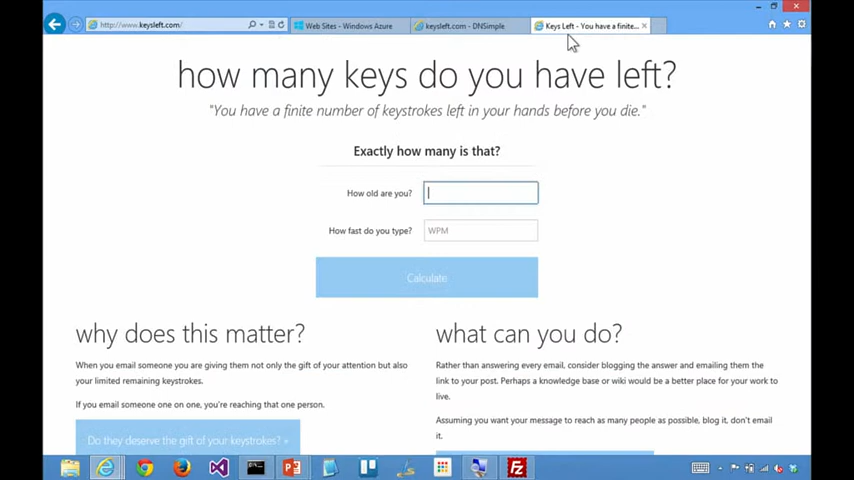 http://www.keysleft.com/
Web Sites - Windows Azure
keysleft.com - DNSimple
Keys Left - You have a finite...
how many keys do you have left?
"You have a finite number of keystrokes left in your hands before you die."
Exactly how many is that?
How old are you?
How fast do you type?
WPM
Calculate
why does this matter?
When you email someone you are giving them not only the gift of your attention but also
your limited remaining keystrokes.
If you email someone one on one, you're reaching that one person.
Do they deserve the gift of your keystrokes? »
what can you do?
Rather than answering every email, consider blogging the answer and emailing them the
link to your post. Perhaps a knowledge base or wiki would be a better place for your work to
live.
Assuming you want your message to reach as many people as possible, blog it, don't email
it.